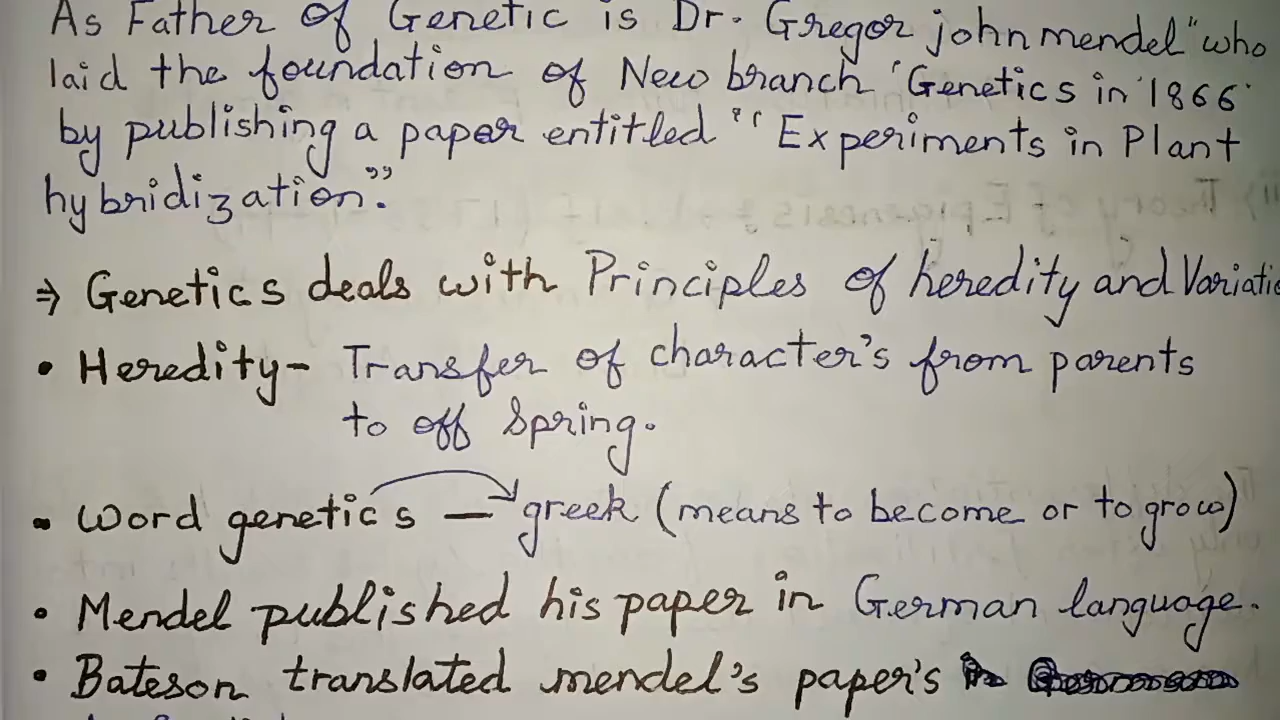 As Father of Genetic is Dr. Gregor john mendel "who
laid the foundation of New branch 'Genetics in '1866'
by publishing a paper entitled "Experiments in Plant
hybridization."
⇒ Genetics deals with Principles of heredity and Variatio
• Heredity- Transfer of character's from parents
to off spring.
• Word genetics — greek (means to become or to grow)
• Mendel published his paper in German language.
• Bateson translated mendel's paper's